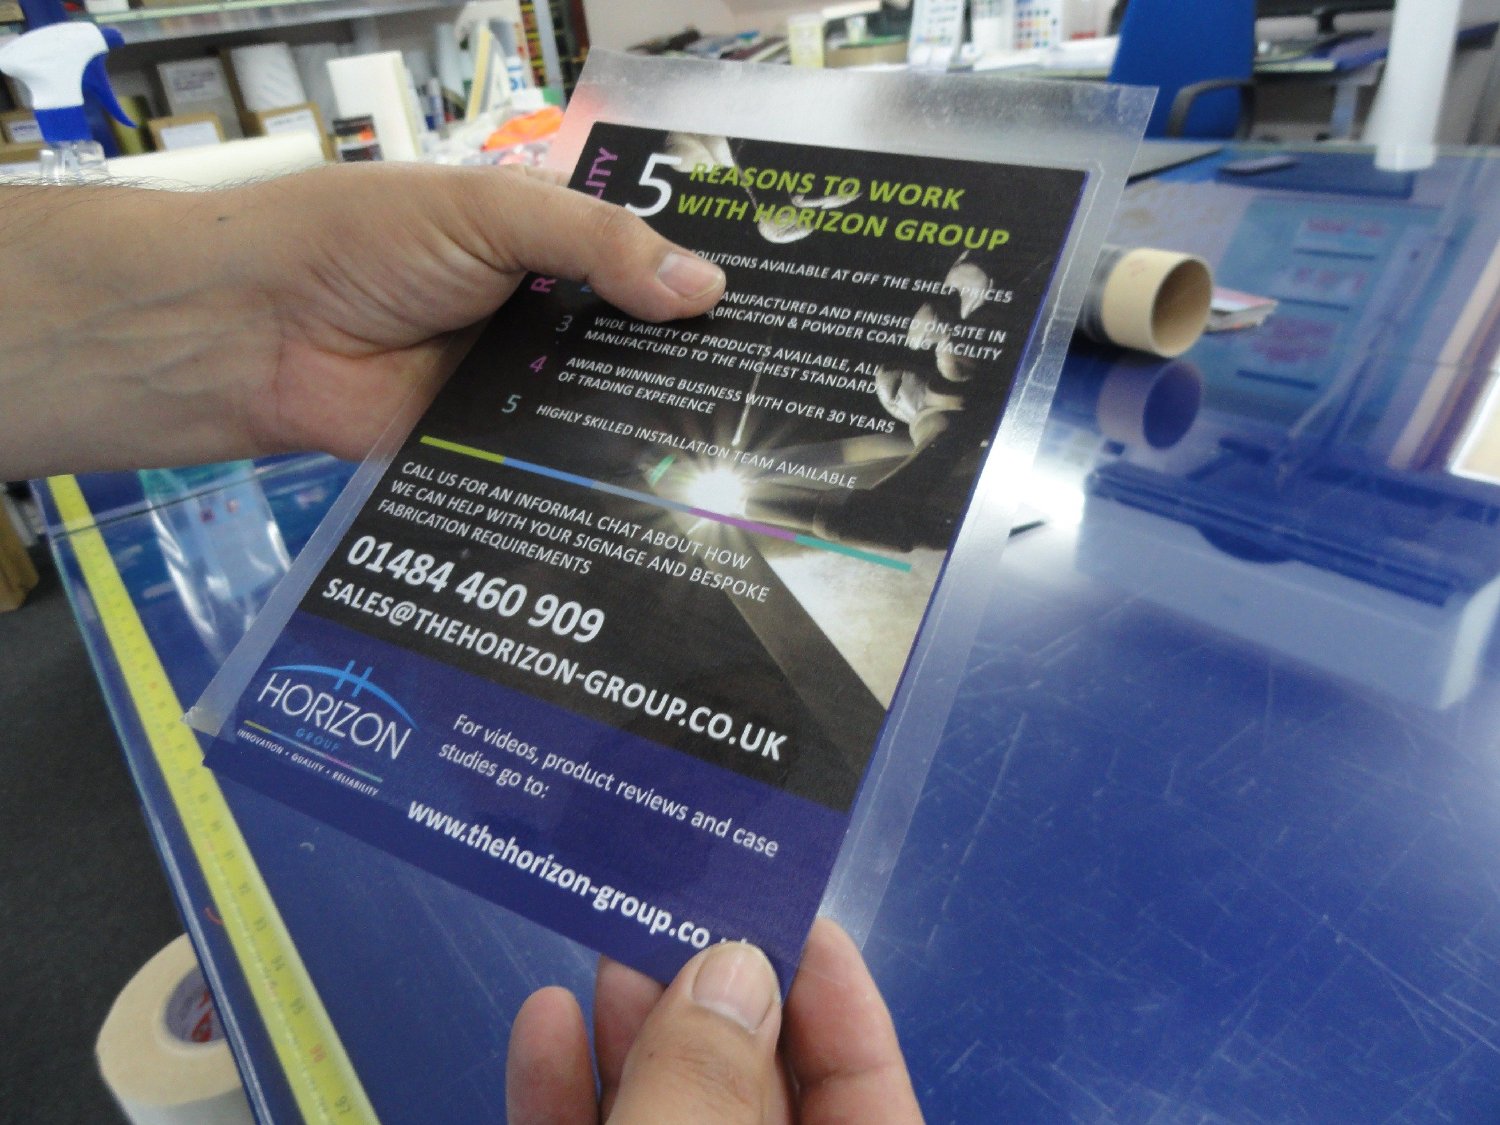 LITY
5 REASONS TO WORK
WITH HORIZON GROUP
SOLUTIONS AVAILABLE AT OFF THE SHELF PRICES
MANUFACTURED AND FINISHED ON-SITE IN
FABRICATION & POWDER COATING FACILITY
R
3 WIDE VARIETY OF PRODUCTS AVAILABLE, ALL
MANUFACTURED TO THE HIGHEST STANDARD
4 AWARD WINNING BUSINESS WITH OVER 30 YEARS
OF TRADING EXPERIENCE
5 HIGHLY SKILLED INSTALLATION TEAM AVAILABLE
CALL US FOR AN INFORMAL CHAT ABOUT HOW
WE CAN HELP WITH YOUR SIGNAGE AND BESPOKE
FABRICATION REQUIREMENTS
01484 460 909
SALES@THEHORIZON-GROUP.CO.UK
HORIZON
GROUP
INNOVATION • QUALITY • RELIABILITY
For videos, product reviews and case
studies go to:
www.thehorizon-group.co